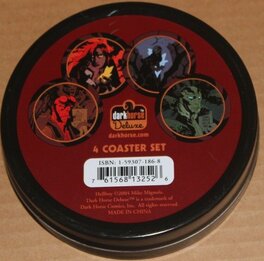 darkhorse
Deluxe
darkhorse.com
4 COASTER SET
ISBN: 1-59307-186-8
7 61568 13252 6
Hellboy ©2004 Mike Mignola.
Dark Horse Deluxe™ is a trademark of
Dark Horse Comics, Inc. All rights reserved.
MADE IN CHINA